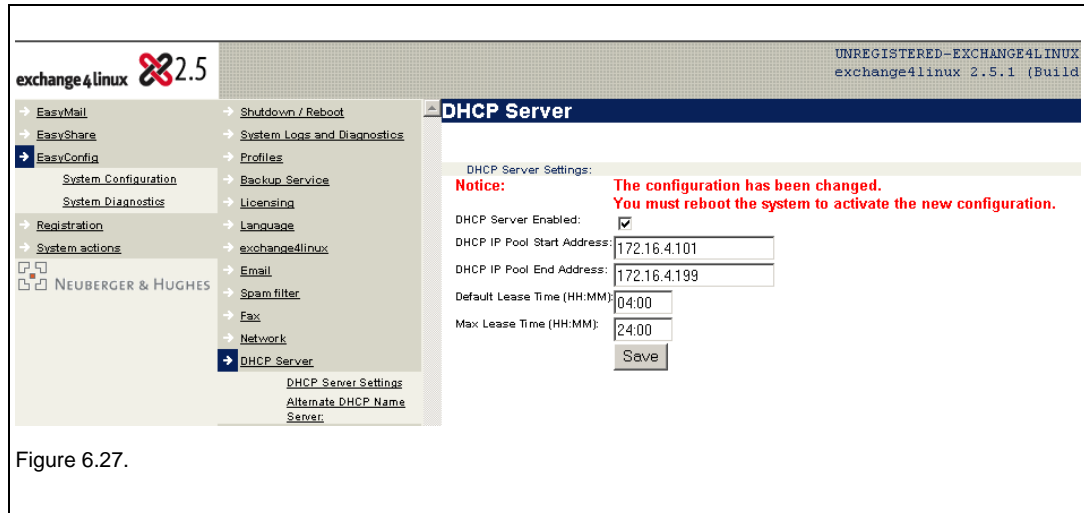 exchange4linux 2.5
UNREGISTERED-EXCHANGE4LINUX
exchange4linux 2.5.1 (Build
EasyMail
EasyShare
EasyConfig
System Configuration
System Diagnostics
Registration
System actions
NEUBERGER & HUGHES
Shutdown / Reboot
System Logs and Diagnostics
Profiles
Backup Service
Licensing
Language
exchange4linux
Email
Spam filter
Fax
Network
DHCP Server
DHCP Server Settings
Alternate DHCP Name
Server:
DHCP Server
DHCP Server Settings:
Notice: The configuration has been changed.
You must reboot the system to activate the new configuration.
DHCP Server Enabled:
DHCP IP Pool Start Address: 172.16.4.101
DHCP IP Pool End Address: 172.16.4.199
Default Lease Time (HH:MM): 04:00
Max Lease Time (HH:MM): 24:00
Save
Figure 6.27.